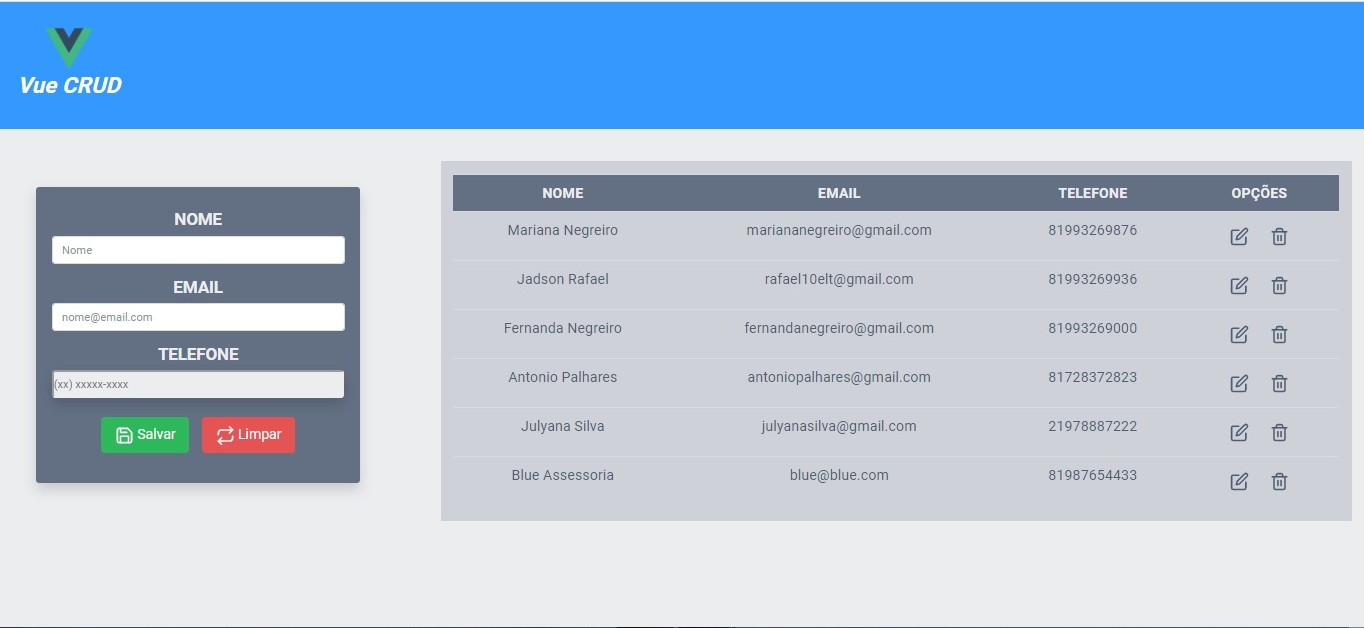 Vue CRUD
NOME
Nome
EMAIL
nome@email.com
TELEFONE
(xx) xxxxx-xxxx
Salvar Limpar
NOME EMAIL TELEFONE OPÇÕES
Mariana Negreiro mariananegreiro@gmail.com 81993269876
Jadson Rafael rafael10elt@gmail.com 81993269936
Fernanda Negreiro fernandanegreiro@gmail.com 81993269000
Antonio Palhares antoniopalhares@gmail.com 81728372823
Julyana Silva julyanasilva@gmail.com 21978887222
Blue Assessoria blue@blue.com 81987654433